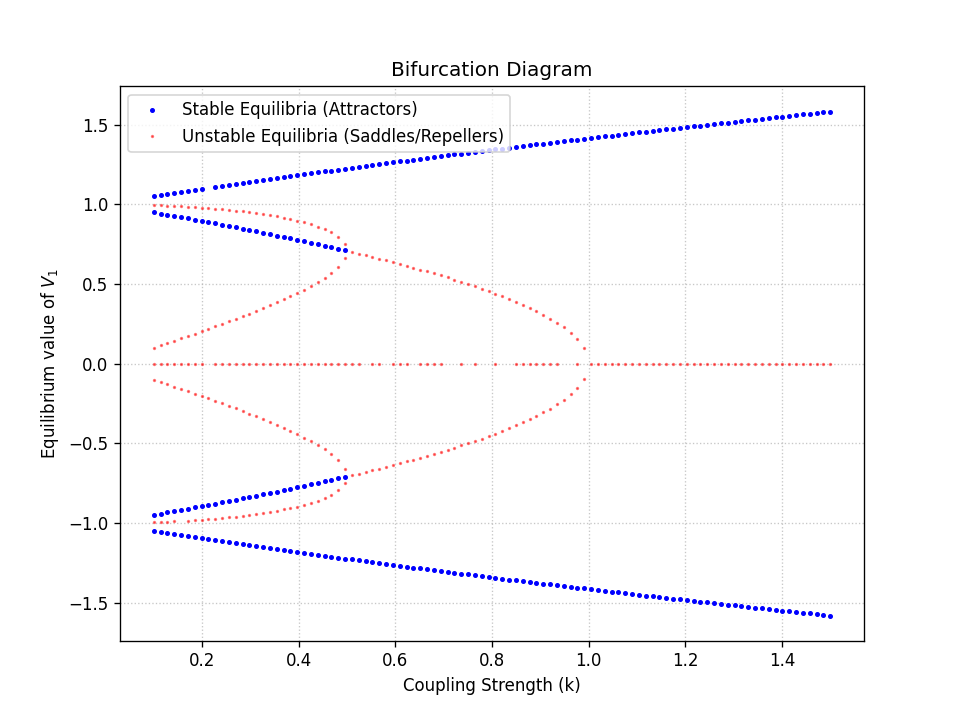 Bifurcation Diagram
Stable Equilibria (Attractors)
Unstable Equilibria (Saddles/Repellers)
1.5
1.0
0.5
0.0
−0.5
−1.0
−1.5
Equilibrium value of V₁
0.2 0.4 0.6 0.8 1.0 1.2 1.4
Coupling Strength (k)